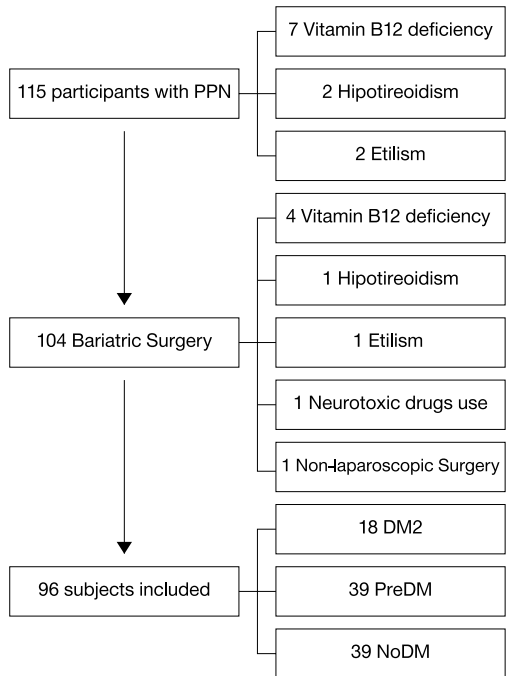 7 Vitamin B12 deficiency
115 participants with PPN
2 Hipotireoidism
2 Etilism
4 Vitamin B12 deficiency
1 Hipotireoidism
104 Bariatric Surgery
1 Etilism
1 Neurotoxic drugs use
1 Non-laparoscopic Surgery
18 DM2
96 subjects included
39 PreDM
39 NoDM